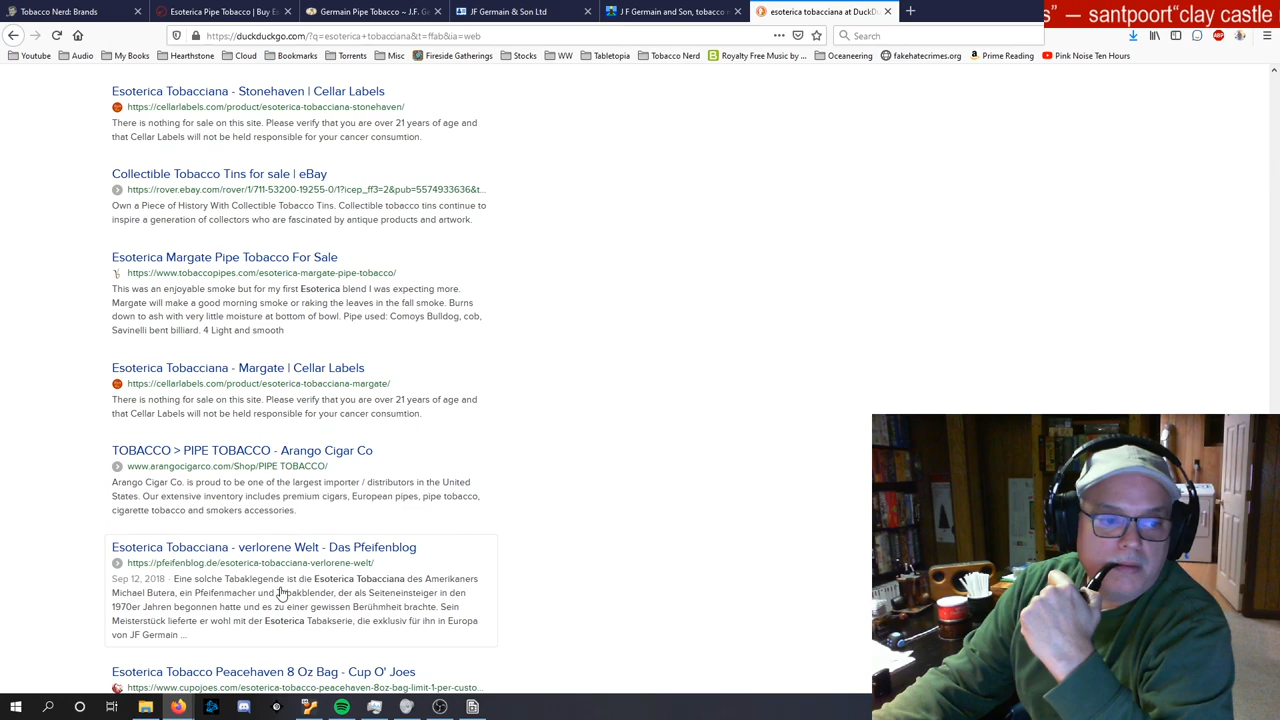 Tobacco Nerd: Brands
Esoterica Pipe Tobacco | Buy Es
Germain Pipe Tobacco ~ J.F. Ge
JF Germain & Son Ltd
J F Germain and Son, tobacco
esoterica tobacciana at DuckDu
s” — santpoort“clay castle
https://duckduckgo.com/?q=esoterica+tobacciana&t=ffab&ia=web
Search
Youtube
Audio
My Books
Hearthstone
Cloud
Bookmarks
Torrents
Misc
Fireside Gatherings
Stocks
WW
Tabletopia
Tobacco Nerd
Royalty Free Music by ...
Oceaneering
fakehatecrimes.org
Prime Reading
Pink Noise Ten Hours
Esoterica Tobacciana - Stonehaven | Cellar Labels
https://cellarlabels.com/product/esoterica-tobacciana-stonehaven/
There is nothing for sale on this site. Please verify that you are over 21 years of age and
that Cellar Labels will not be held responsible for your cancer consumtion.
Collectible Tobacco Tins for sale | eBay
https://rover.ebay.com/rover/1/711-53200-19255-0/1?icep_ff3=2&pub=5574933636&t...
Own a Piece of History With Collectible Tobacco Tins. Collectible tobacco tins continue to
inspire a generation of collectors who are fascinated by antique products and artwork.
Esoterica Margate Pipe Tobacco For Sale
https://www.tobaccopipes.com/esoterica-margate-pipe-tobacco/
This was an enjoyable smoke but for my first Esoterica blend I was expecting more.
Margate will make a good morning smoke or raking the leaves in the fall smoke. Burns
down to ash with very little moisture at bottom of bowl. Pipe used: Comoys Bulldog, cob,
Savinelli bent billiard. 4 Light and smooth
Esoterica Tobacciana - Margate | Cellar Labels
https://cellarlabels.com/product/esoterica-tobacciana-margate/
There is nothing for sale on this site. Please verify that you are over 21 years of age and
that Cellar Labels will not be held responsible for your cancer consumtion.
TOBACCO > PIPE TOBACCO - Arango Cigar Co
www.arangocigarco.com/Shop/PIPE TOBACCO/
Arango Cigar Co. is proud to be one of the largest importer / distributors in the United
States. Our extensive inventory includes premium cigars, European pipes, pipe tobacco,
cigarette tobacco and smokers accessories.
Esoterica Tobacciana - verlorene Welt - Das Pfeifenblog
https://pfeifenblog.de/esoterica-tobacciana-verlorene-welt/
Sep 12, 2018 · Eine solche Tabaklegende ist die Esoterica Tobacciana des Amerikaners
Michael Butera, ein Pfeifenmacher und Tabakblender, der als Seiteneinsteiger in den
1970er Jahren begonnen hatte und es zu einer gewissen Berühmheit brachte. Sein
Meisterstück lieferte er wohl mit der Esoterica Tabakserie, die exklusiv für ihn in Europa
von JF Germain ...
Esoterica Tobacco Peacehaven 8 Oz Bag - Cup O' Joes
https://www.cupojoes.com/esoterica-tobacco-peacehaven-8oz-bag-limit-1-per-custo...